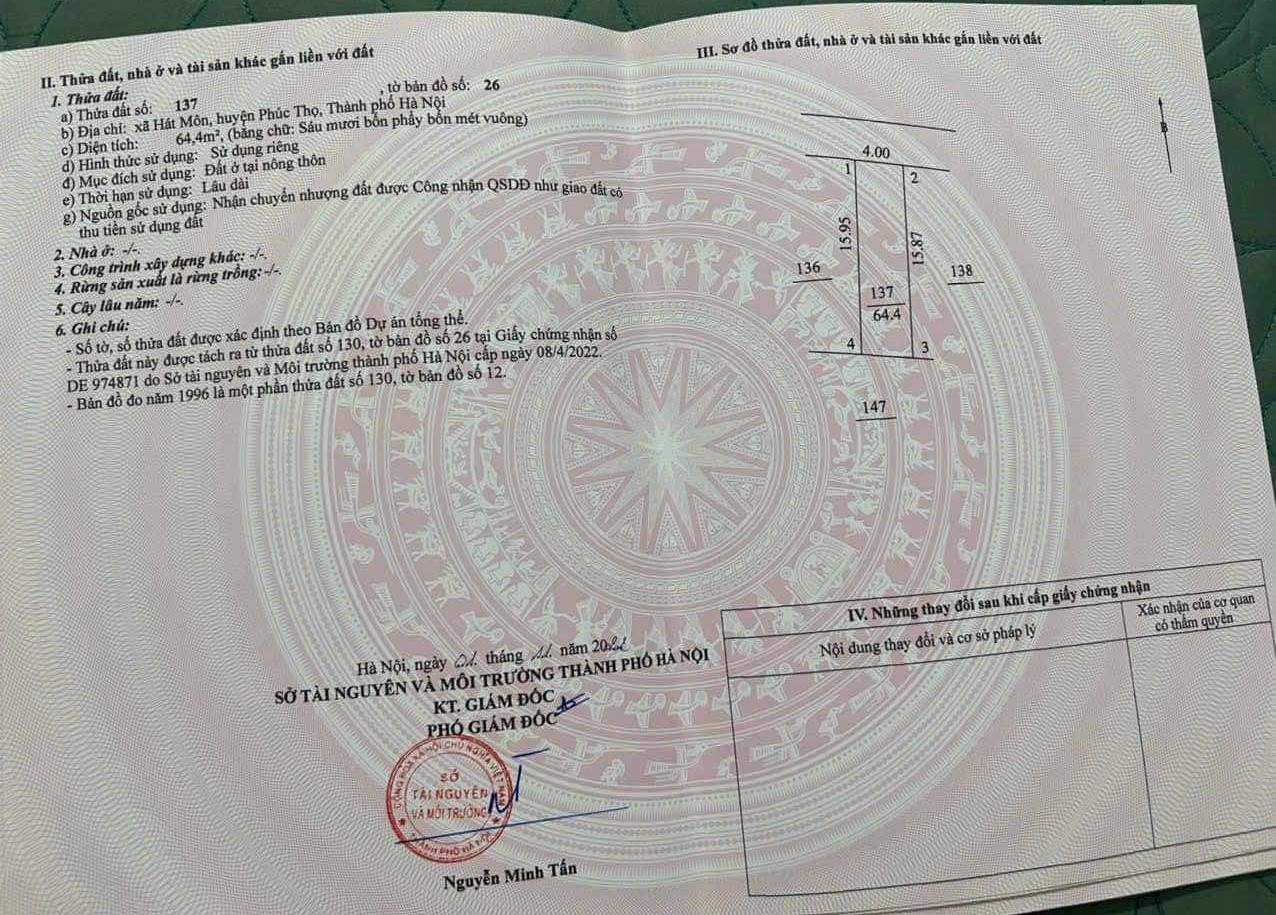 II. Thửa đất, nhà ở và tài sản khác gắn liền với đất
1. Thửa đất:
a) Thửa đất số: 137 , tờ bản đồ số: 26
b) Địa chỉ: xã Hát Môn, huyện Phúc Thọ, Thành phố Hà Nội
c) Diện tích: 64,4m², (bằng chữ: Sáu mươi bốn phẩy bốn mét vuông)
d) Hình thức sử dụng: Sử dụng riêng
đ) Mục đích sử dụng: Đất ở tại nông thôn
e) Thời hạn sử dụng: Lâu dài
g) Nguồn gốc sử dụng: Nhận chuyển nhượng đất được Công nhận QSDĐ như giao đất có
thu tiền sử dụng đất
2. Nhà ở: -/-.
3. Công trình xây dựng khác: -/-.
4. Rừng sản xuất là rừng trồng: -/-.
5. Cây lâu năm: -/-.
6. Ghi chú:
- Số tờ, số thửa đất được xác định theo Bản đồ Dự án tổng thể.
- Thửa đất này được tách ra từ thửa đất số 130, tờ bản đồ số 26 tại Giấy chứng nhận số
DE 974871 do Sở tài nguyên và Môi trường thành phố Hà Nội cấp ngày 08/4/2022.
- Bản đồ đo năm 1996 là một phần thửa đất số 130, tờ bản đồ số 12.
Hà Nội, ngày tháng năm 20
SỞ TÀI NGUYÊN VÀ MÔI TRƯỜNG THÀNH PHỐ HÀ NỘI
KT. GIÁM ĐỐC
PHÓ GIÁM ĐỐC
CỘNG HÒA XÃ HỘI CHỦ NGHĨA VIỆT NAM
SỞ
TÀI NGUYÊN
VÀ MÔI TRƯỜNG
THÀNH PHỐ HÀ NỘI
Nguyễn Minh Tấn
III. Sơ đồ thửa đất, nhà ở và tài sản khác gắn liền với đất
B
4.00
1
2
15.95
15.87
136
138
137
64.4
4
3
147
IV. Những thay đổi sau khi cấp giấy chứng nhận
Nội dung thay đổi và cơ sở pháp lý
Xác nhận của cơ quan
có thẩm quyền